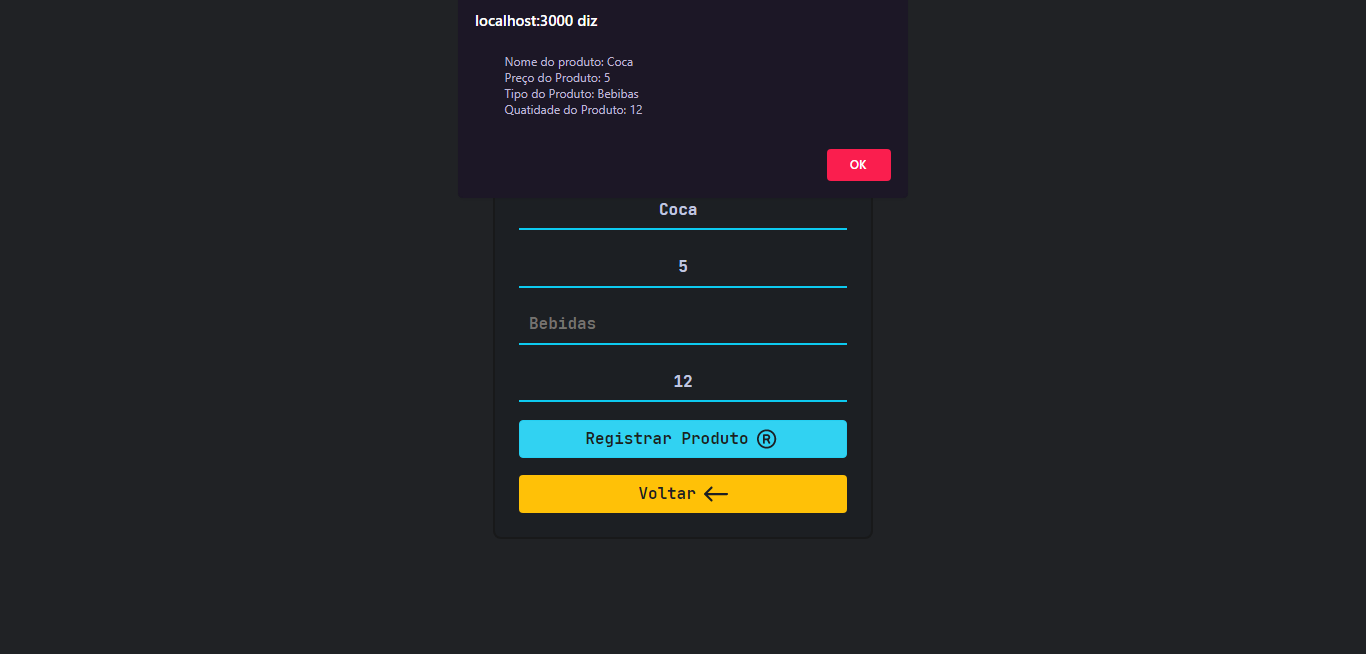 localhost:3000 diz
Nome do produto: Coca
Preço do Produto: 5
Tipo do Produto: Bebibas
Quatidade do Produto: 12
OK
Coca
5
Bebidas
12
Registrar Produto ®
Voltar ←